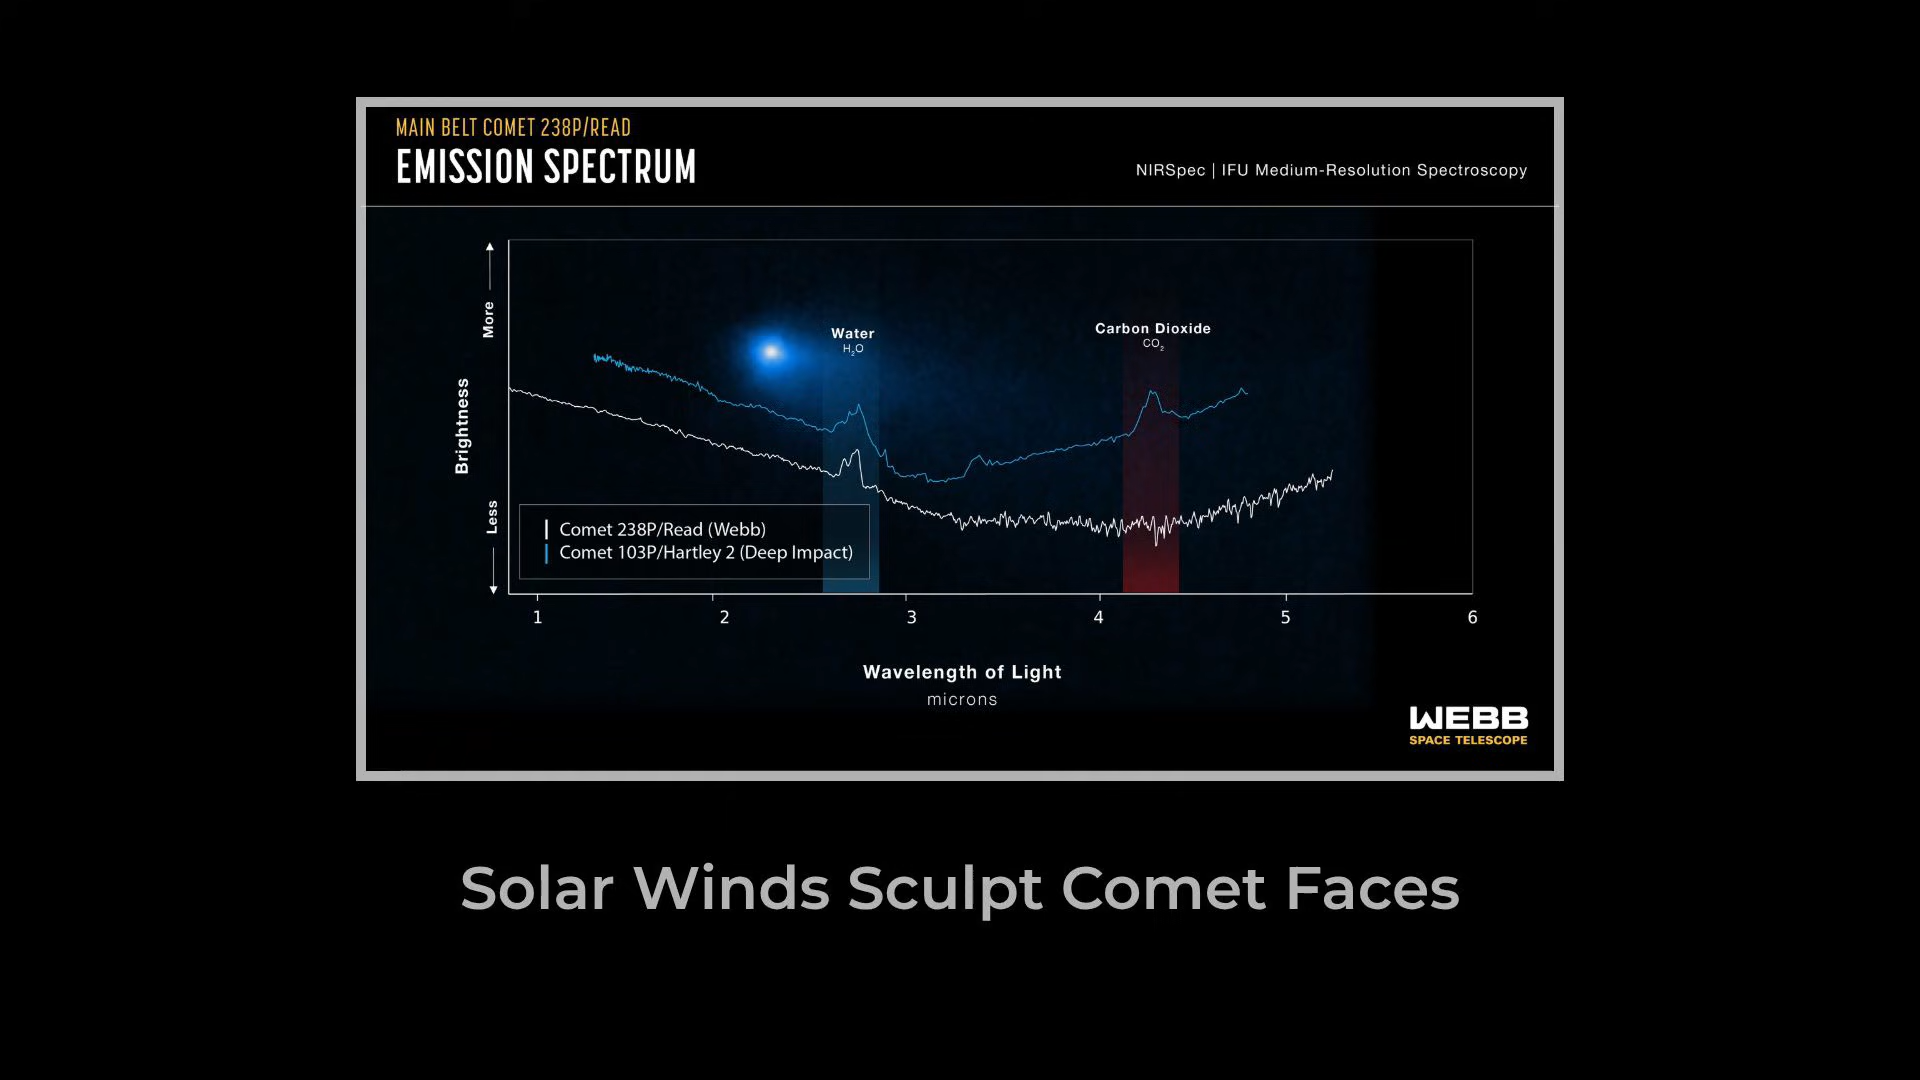 MAIN BELT COMET 238P/READ
EMISSION SPECTRUM
NIRSpec | IFU Medium-Resolution Spectroscopy
More
Brightness
Less
Water
H₂O
Carbon Dioxide
CO₂
Comet 238P/Read (Webb)
Comet 103P/Hartley 2 (Deep Impact)
1 2 3 4 5 6
Wavelength of Light
microns
WEBB
SPACE TELESCOPE
Solar Winds Sculpt Comet Faces